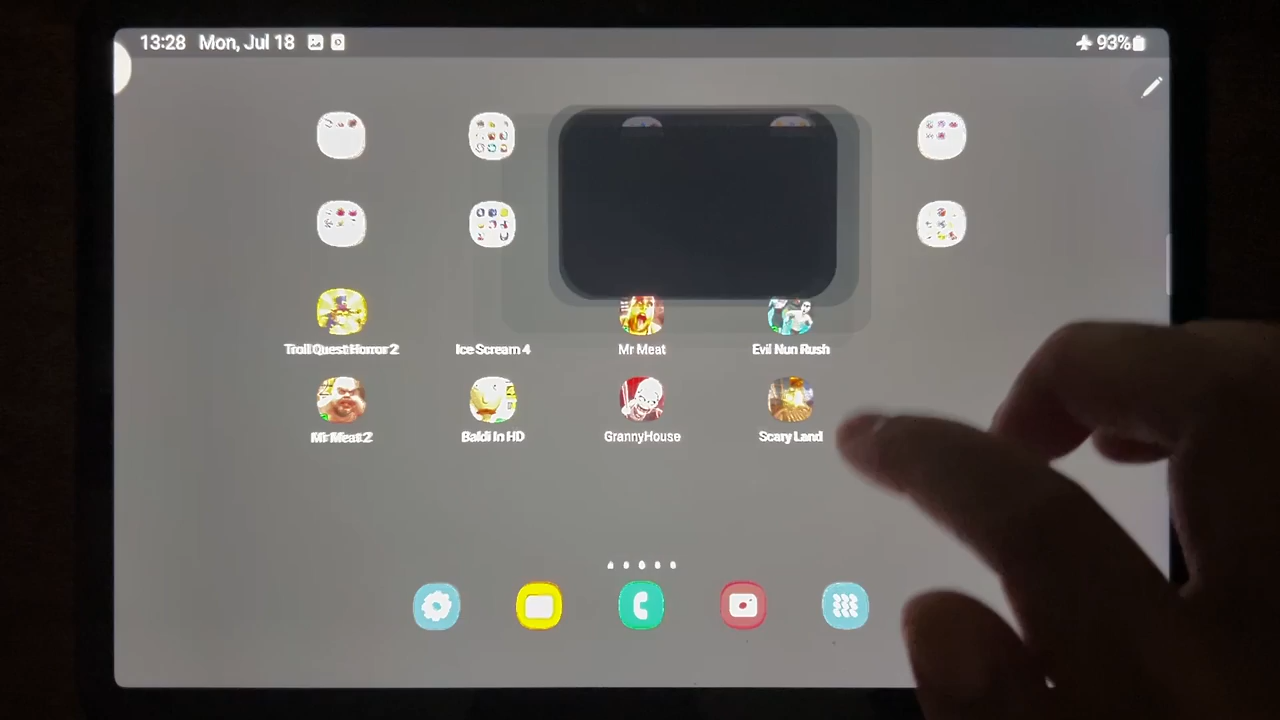 13:28 Mon, Jul 18 93%
Troll Quest Horror 2 Ice Scream 4 Mr Meat Evil Nun Rush
Mr Meat 2 Baldi In HD GrannyHouse Scary Land